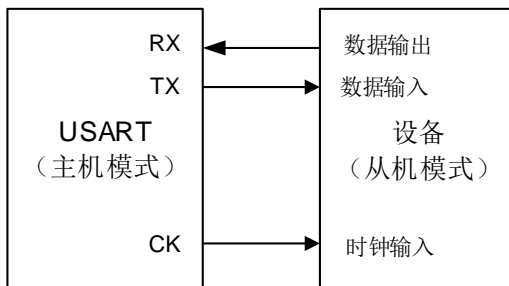 RX
数据输出
TX
数据输入
USART
（主机模式）
设备
（从机模式）
CK
时钟输入